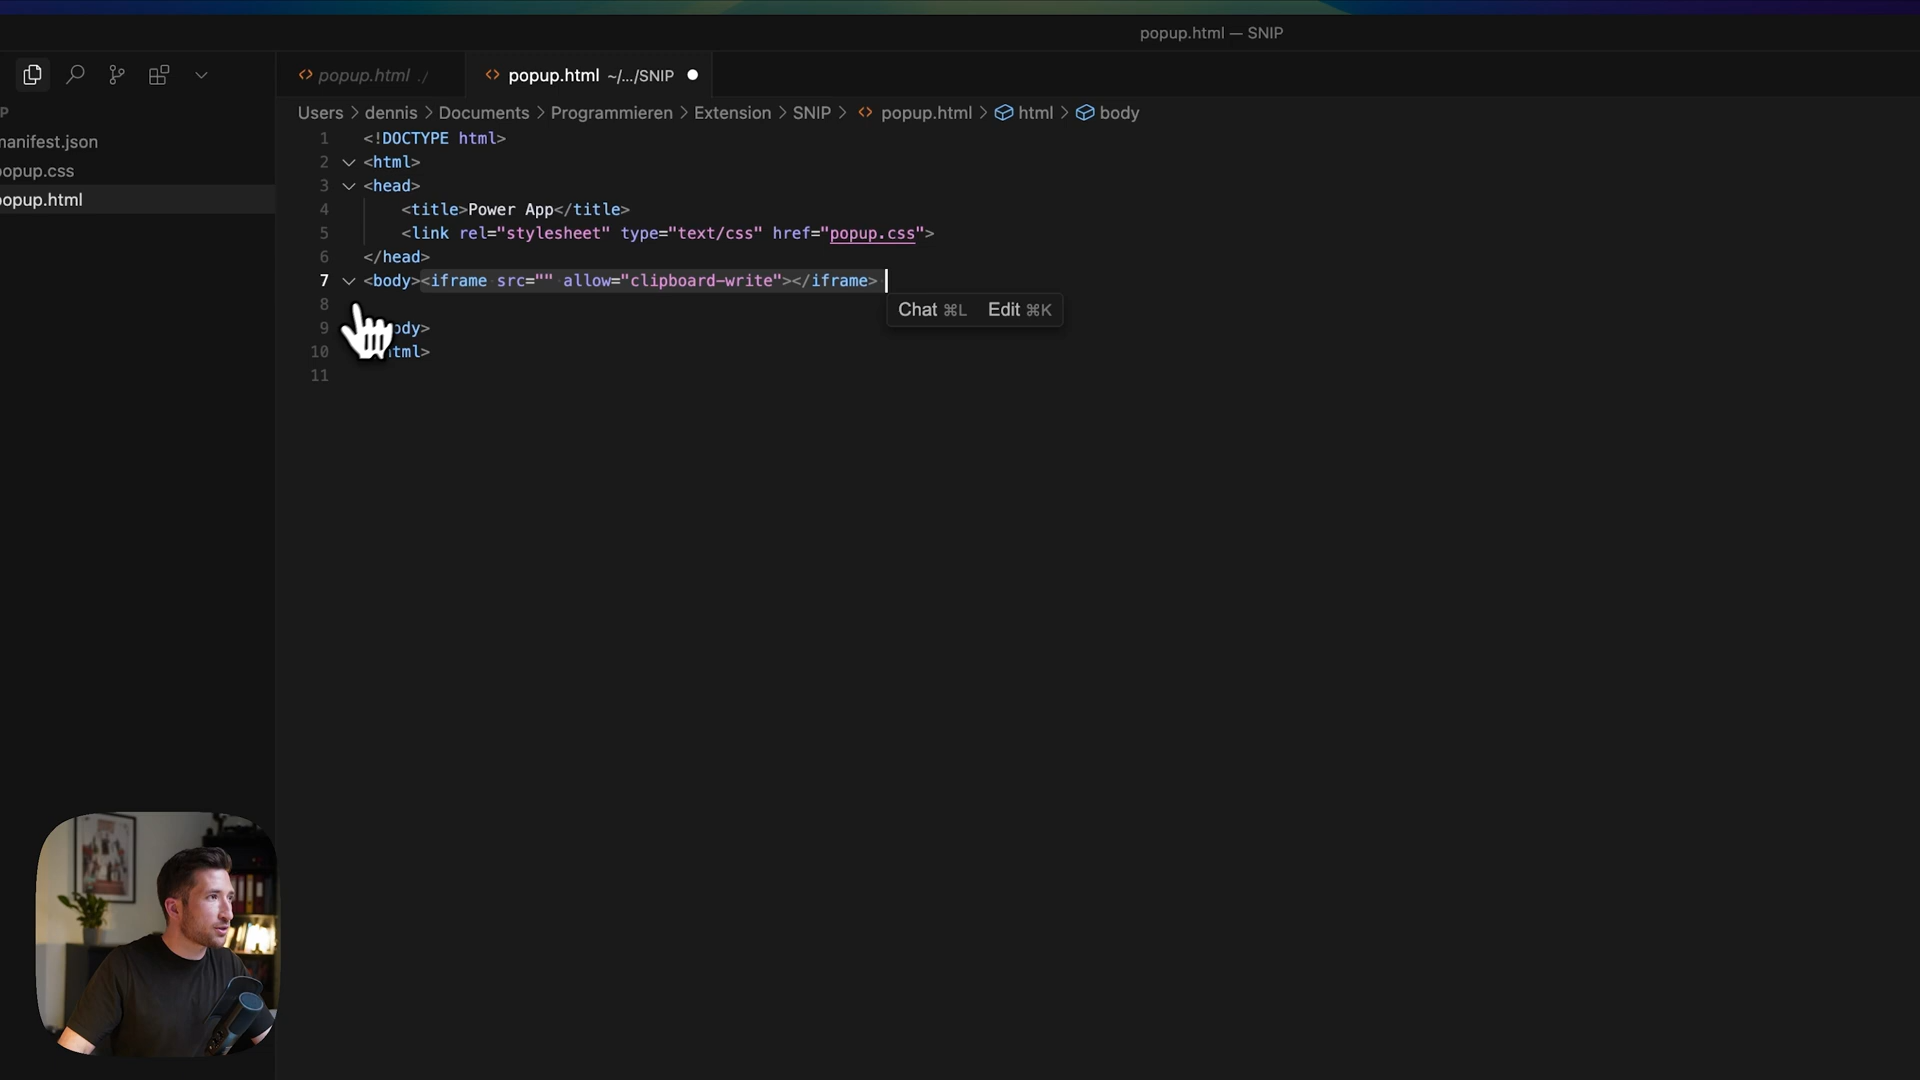 popup.html — SNIP
popup.html ./
popup.html ~/.../SNIP
Users > dennis > Documents > Programmieren > Extension > SNIP > popup.html > html > body
P
anifest.json
opup.css
opup.html
1 <!DOCTYPE html>
2 <html>
3 <head>
4 <title>Power App</title>
5 <link rel="stylesheet" type="text/css" href="popup.css">
6 </head>
7 <body><iframe src="" allow="clipboard-write"></iframe>
8
9 ody>
10 tml>
11
Chat ⌘L Edit ⌘K